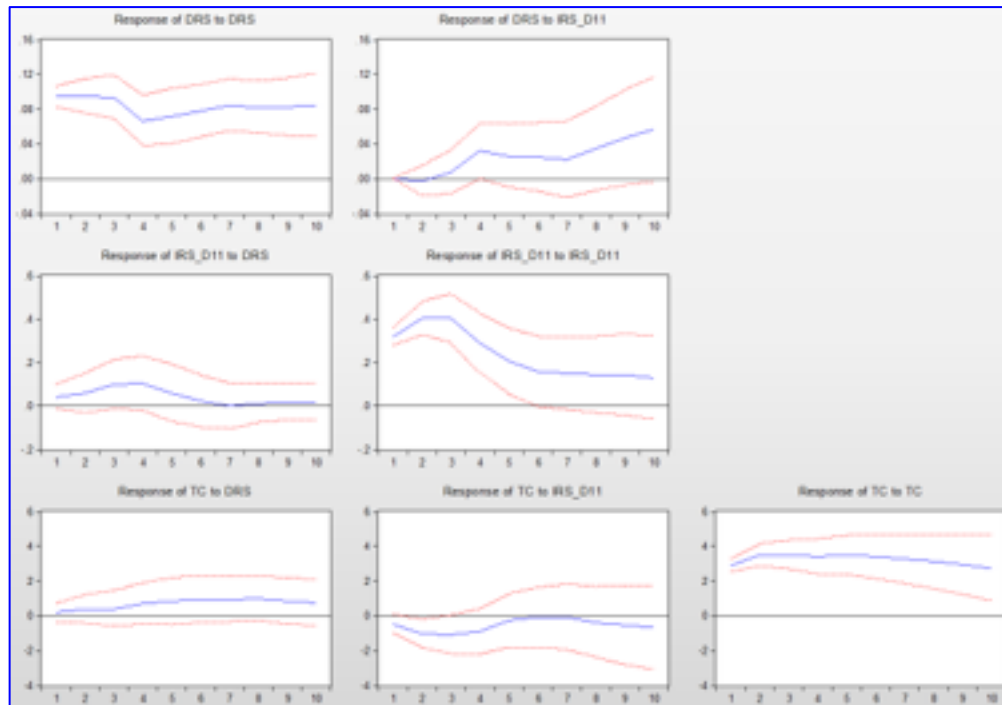 Response of DRS to DRS
Response of DRS to IRS_D11
.16
.12
.08
.04
.00
-.04
1 2 3 4 5 6 7 8 9 10
.16
.12
.08
.04
.00
-.04
1 2 3 4 5 6 7 8 9 10
Response of IRS_D11 to DRS
Response of IRS_D11 to IRS_D11
.6
.4
.2
.0
-.2
1 2 3 4 5 6 7 8 9 10
.6
.4
.2
.0
-.2
1 2 3 4 5 6 7 8 9 10
Response of TC to DRS
Response of TC to IRS_D11
Response of TC to TC
6
4
2
0
-2
-4
1 2 3 4 5 6 7 8 9 10
6
4
2
0
-2
-4
1 2 3 4 5 6 7 8 9 10
6
4
2
0
-2
-4
1 2 3 4 5 6 7 8 9 10